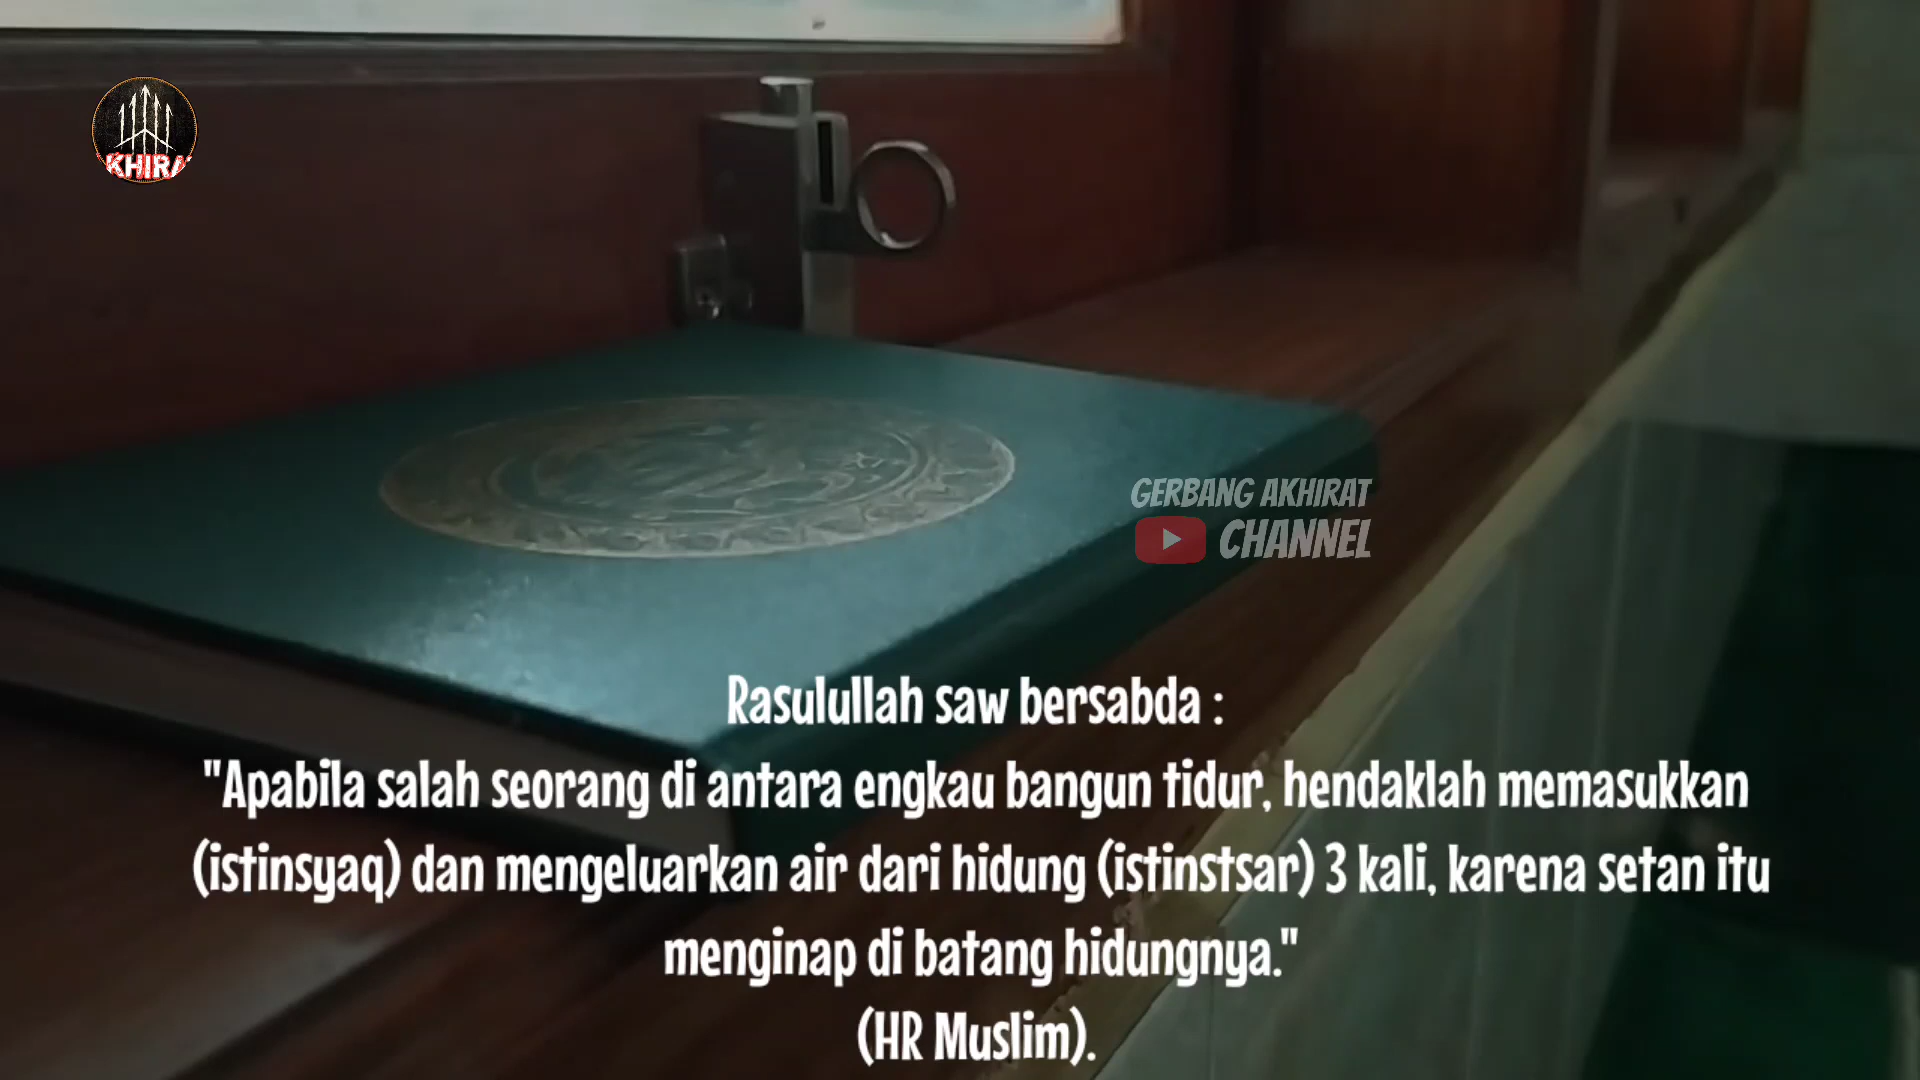 KHIRA
GERBANG AKHIRAT
CHANNEL
Rasulullah saw bersabda :
"Apabila salah seorang di antara engkau bangun tidur, hendaklah memasukkan
(istinsyaq) dan mengeluarkan air dari hidung (istinstsar) 3 kali, karena setan itu
menginap di batang hidungnya."
(HR Muslim).